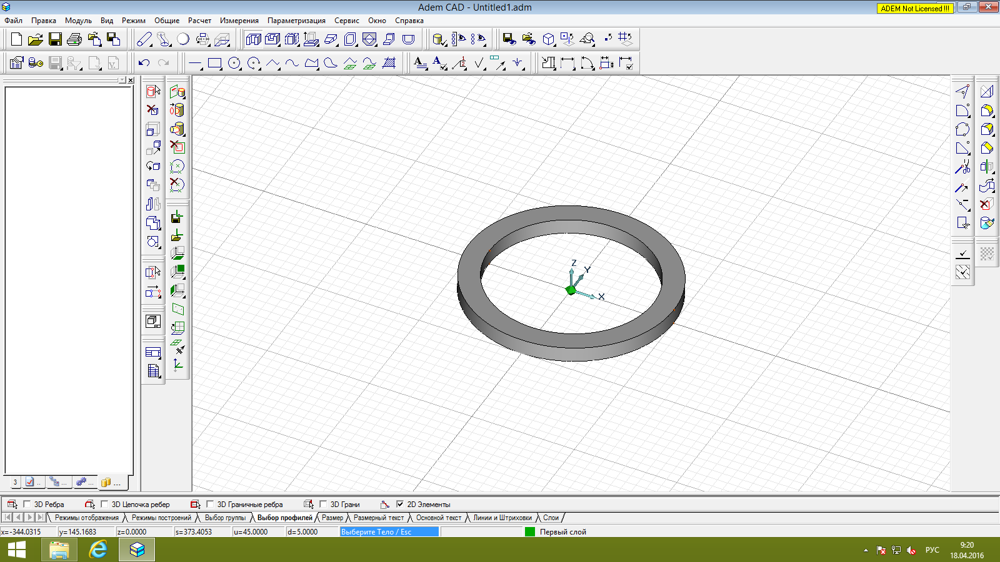 Adem CAD - Untitled1.adm
ADEM Not Licensed !!!
Файл Правка Модуль Вид Режим Общие Расчет Измерения Параметризация Сервис Окно Справка
Z
Y
X
3
3D Ребра 3D Цепочка ребер 3D Граничные ребра 3D Грани 2D Элементы
Режимы отображения Режимы построений Выбор группы Выбор профилей Размер Размерный текст Основной текст Линии и Штриховки Слои
x=-344.0315 y=145.1683 z=0.0000 s=373.4053 u=45.0000 d=5.0000 Выберите Тело / Esc Первый слой
РУС
9:20
18.04.2016